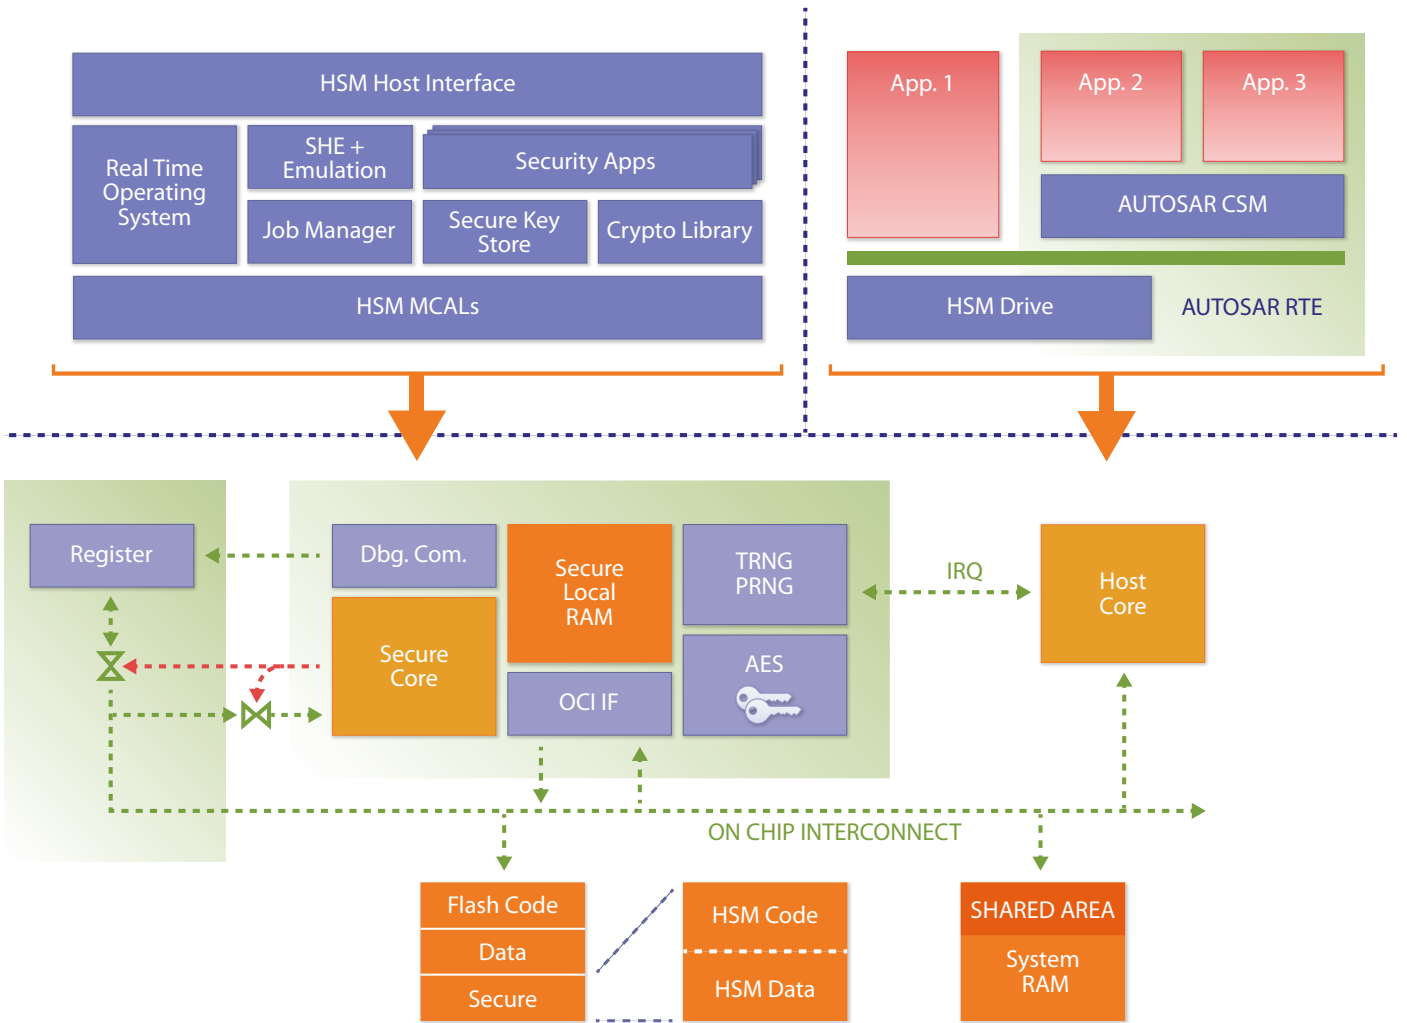 HSM Host Interface
Real Time
Operating
System
SHE +
Emulation
Security Apps
Job Manager
Secure Key
Store
Crypto Library
HSM MCALs
App. 1
App. 2
App. 3
AUTOSAR CSM
HSM Drive
AUTOSAR RTE
Register
Dbg. Com.
Secure
Core
Secure
Local
RAM
OCI IF
TRNG
PRNG
AES
IRQ
Host
Core
ON CHIP INTERCONNECT
Flash Code
Data
Secure
HSM Code
HSM Data
SHARED AREA
System
RAM